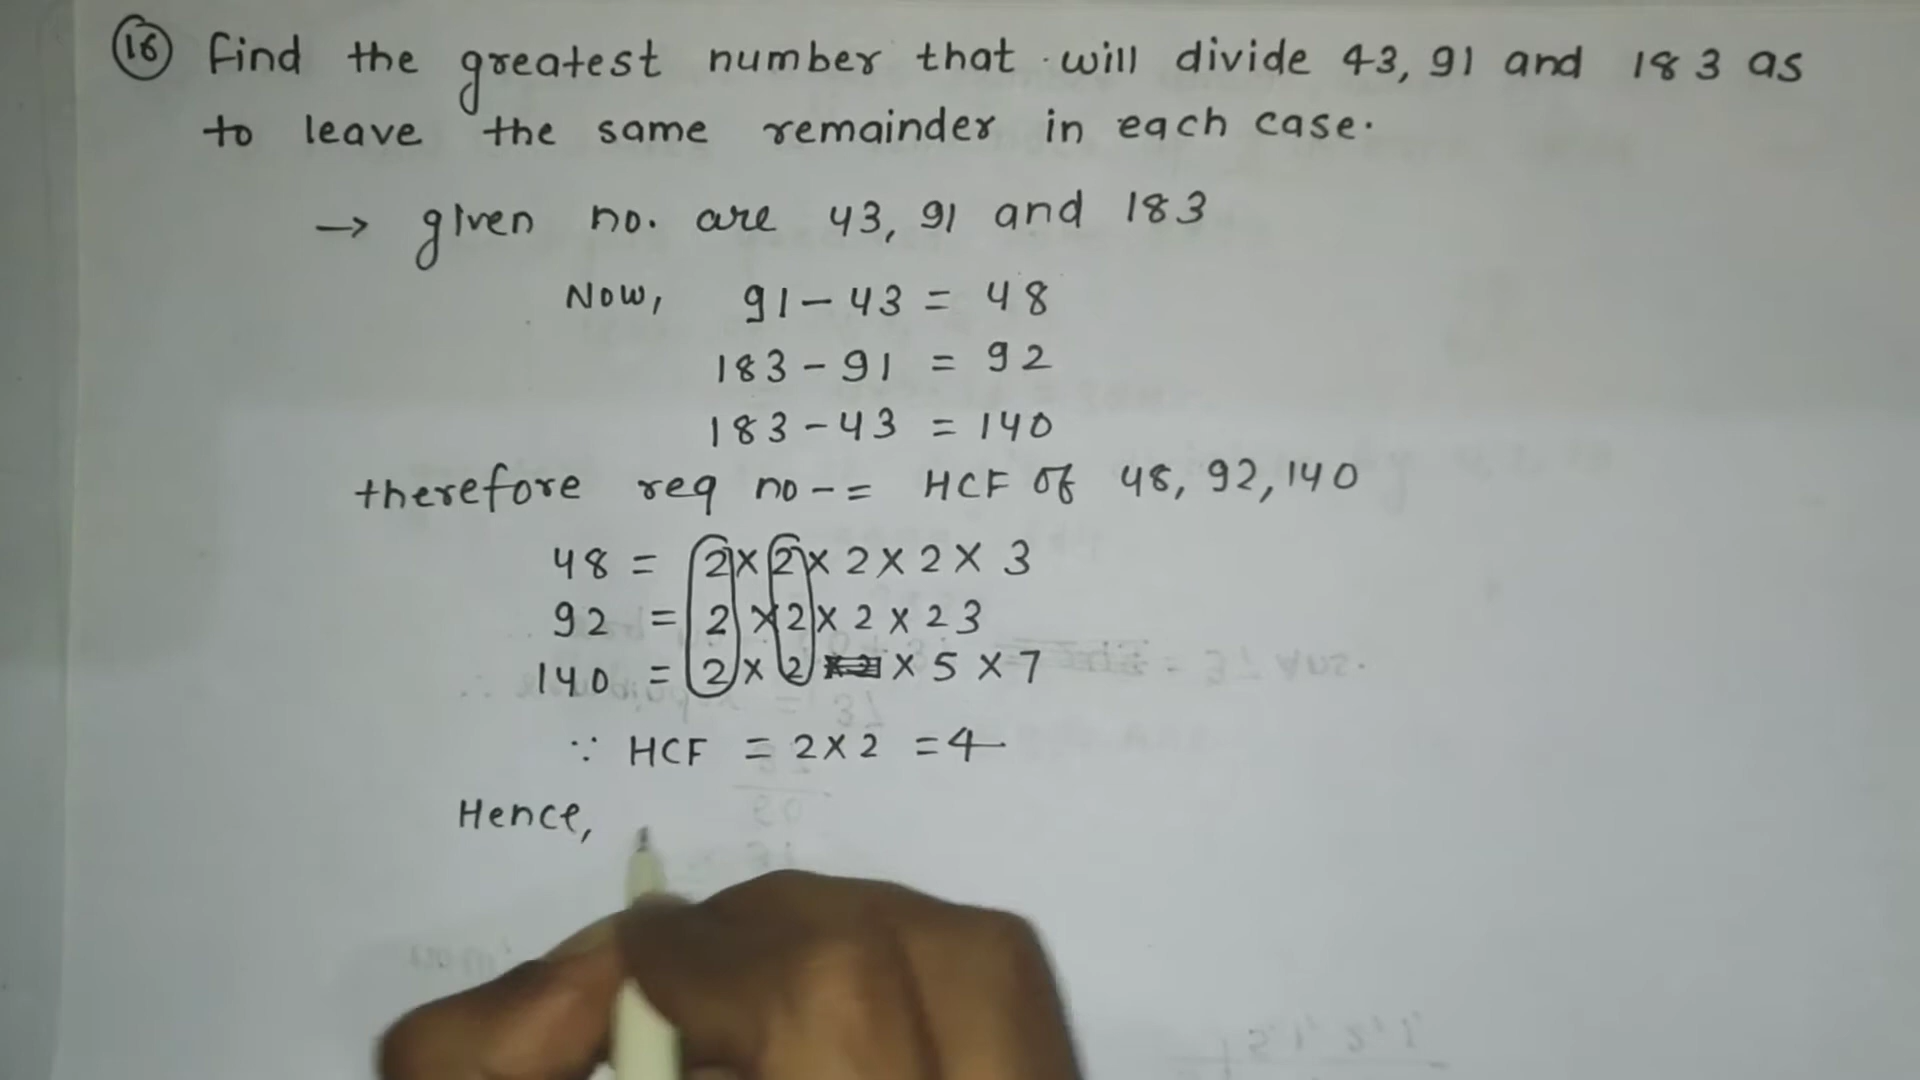 16 Find the greatest number that will divide 43, 91 and 183 as
to leave the same remainder in each case.
→ given no. are 43, 91 and 183
Now, 91 - 43 = 48
183 - 91 = 92
183 - 43 = 140
therefore req no - = HCF of 48, 92, 140
48 = 2 × 2 × 2 × 2 × 3
92 = 2 × 2 × 2 × 23
140 = 2 × 2 × 5 × 7
∵ HCF = 2 × 2 = 4
Hence,